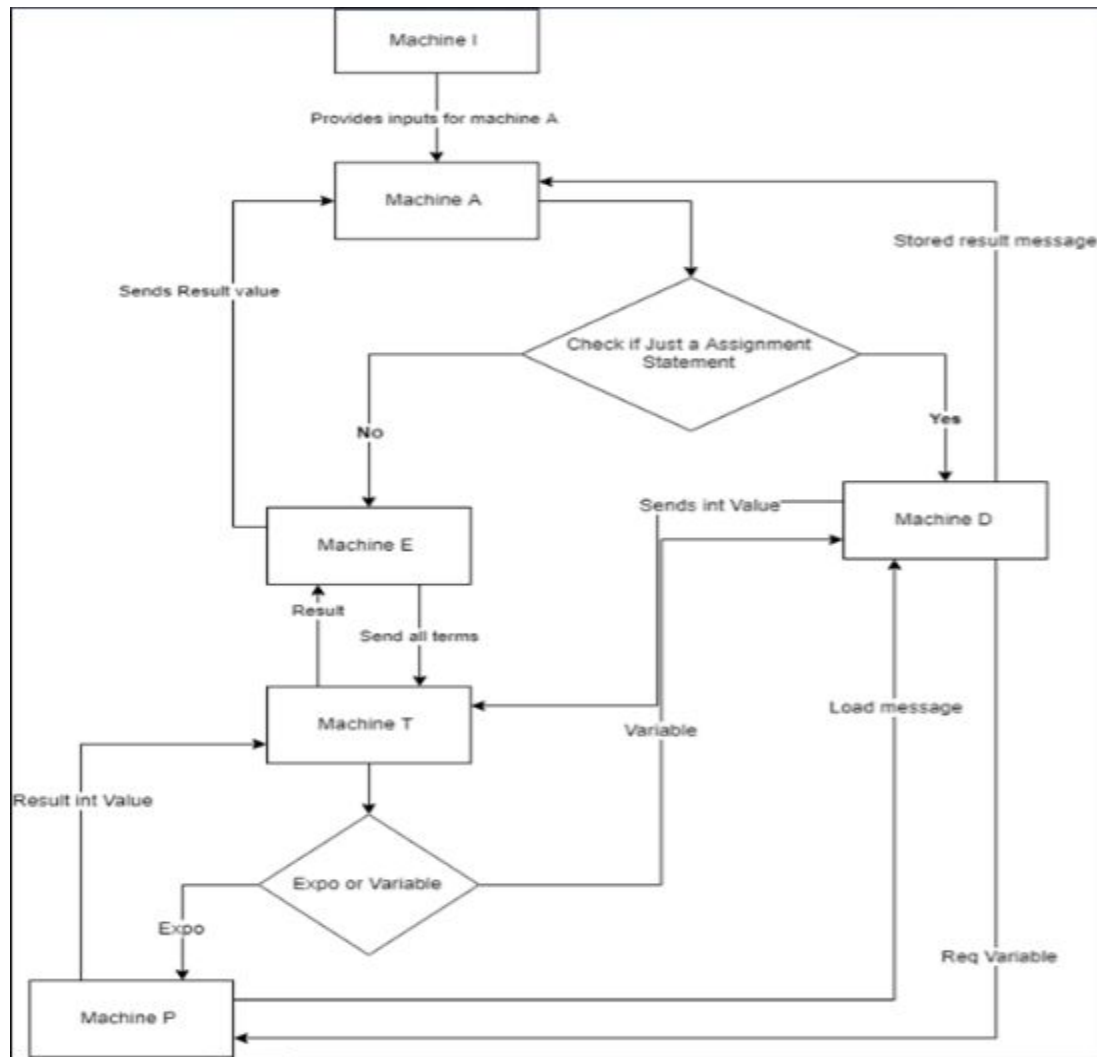 Machine I
Provides inputs for machine A
Machine A
Stored result message
Sends Result value
Check if Just a Assignment
Statement
No
Yes
Sends int Value
Machine D
Machine E
Result
Send all terms
Machine T
Variable
Load message
Result int Value
Expo or Variable
Expo
Req Variable
Machine P